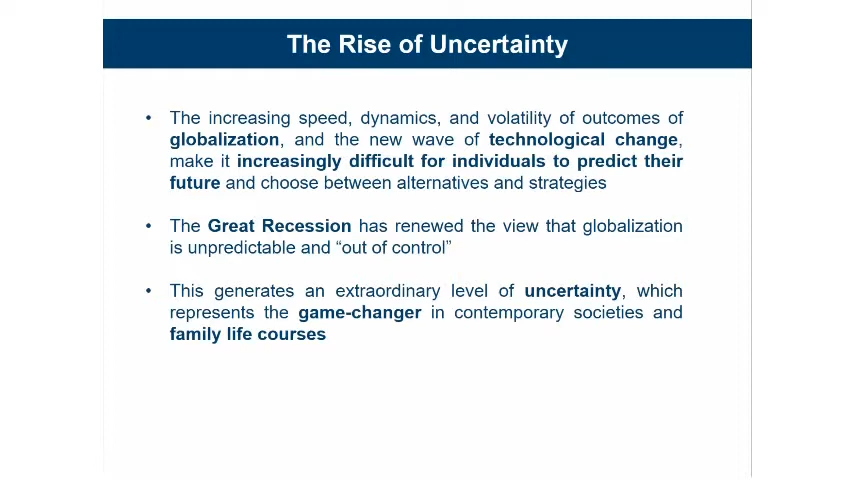 The Rise of Uncertainty
• The increasing speed, dynamics, and volatility of outcomes of
globalization, and the new wave of technological change,
make it increasingly difficult for individuals to predict their
future and choose between alternatives and strategies
• The Great Recession has renewed the view that globalization
is unpredictable and “out of control”
• This generates an extraordinary level of uncertainty, which
represents the game-changer in contemporary societies and
family life courses